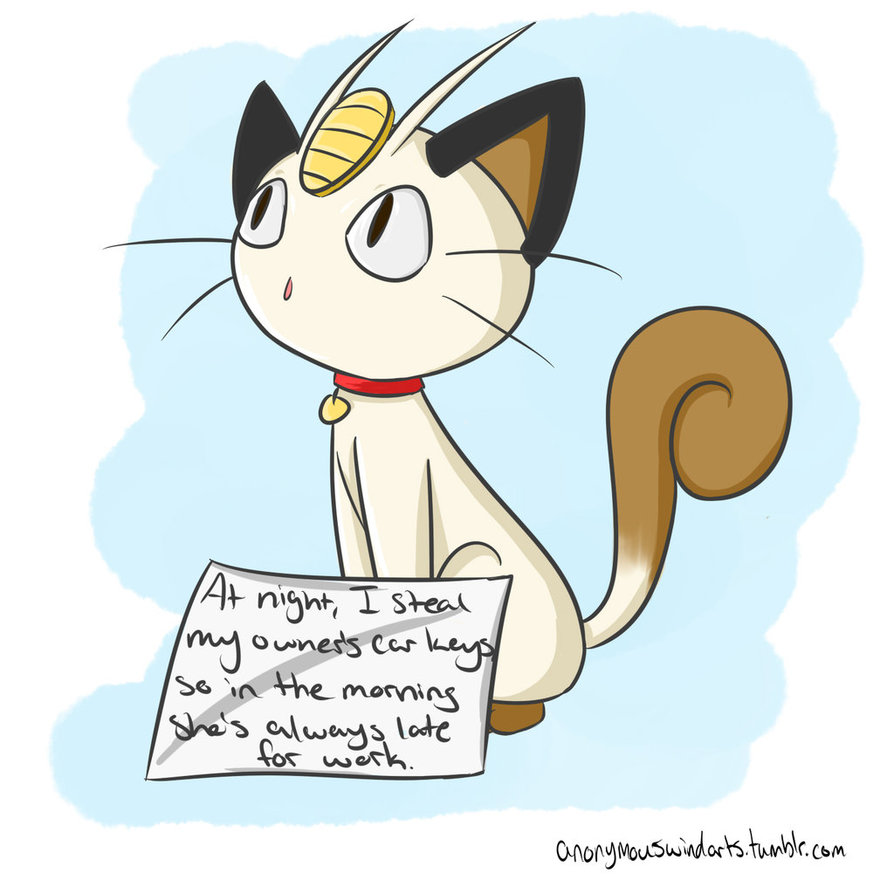 At night, I steal
my owner's car keys
so in the morning
she's always late
for work.
anonymouswindarts.tumblr.com